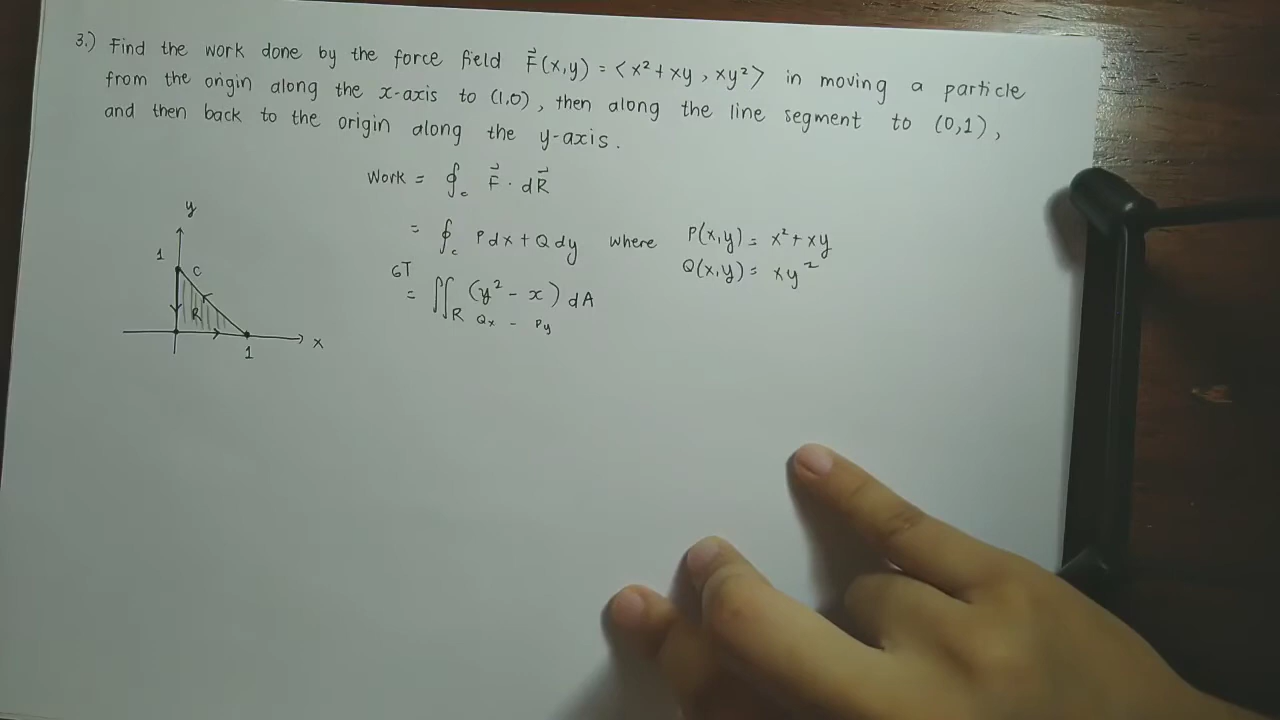 3.) Find the work done by the force field F⃗(x,y) = ⟨x² + xy , xy²⟩ in moving a particle
from the origin along the x-axis to (1,0), then along the line segment to (0,1),
and then back to the origin along the y-axis.
Work = ∮c F⃗ · dR⃗
= ∮c Pdx + Qdy where P(x,y) = x² + xy
Q(x,y) = xy²
GT
= ∬R (y² - x) dA
Qx - Py
y
1
C
R
1
x